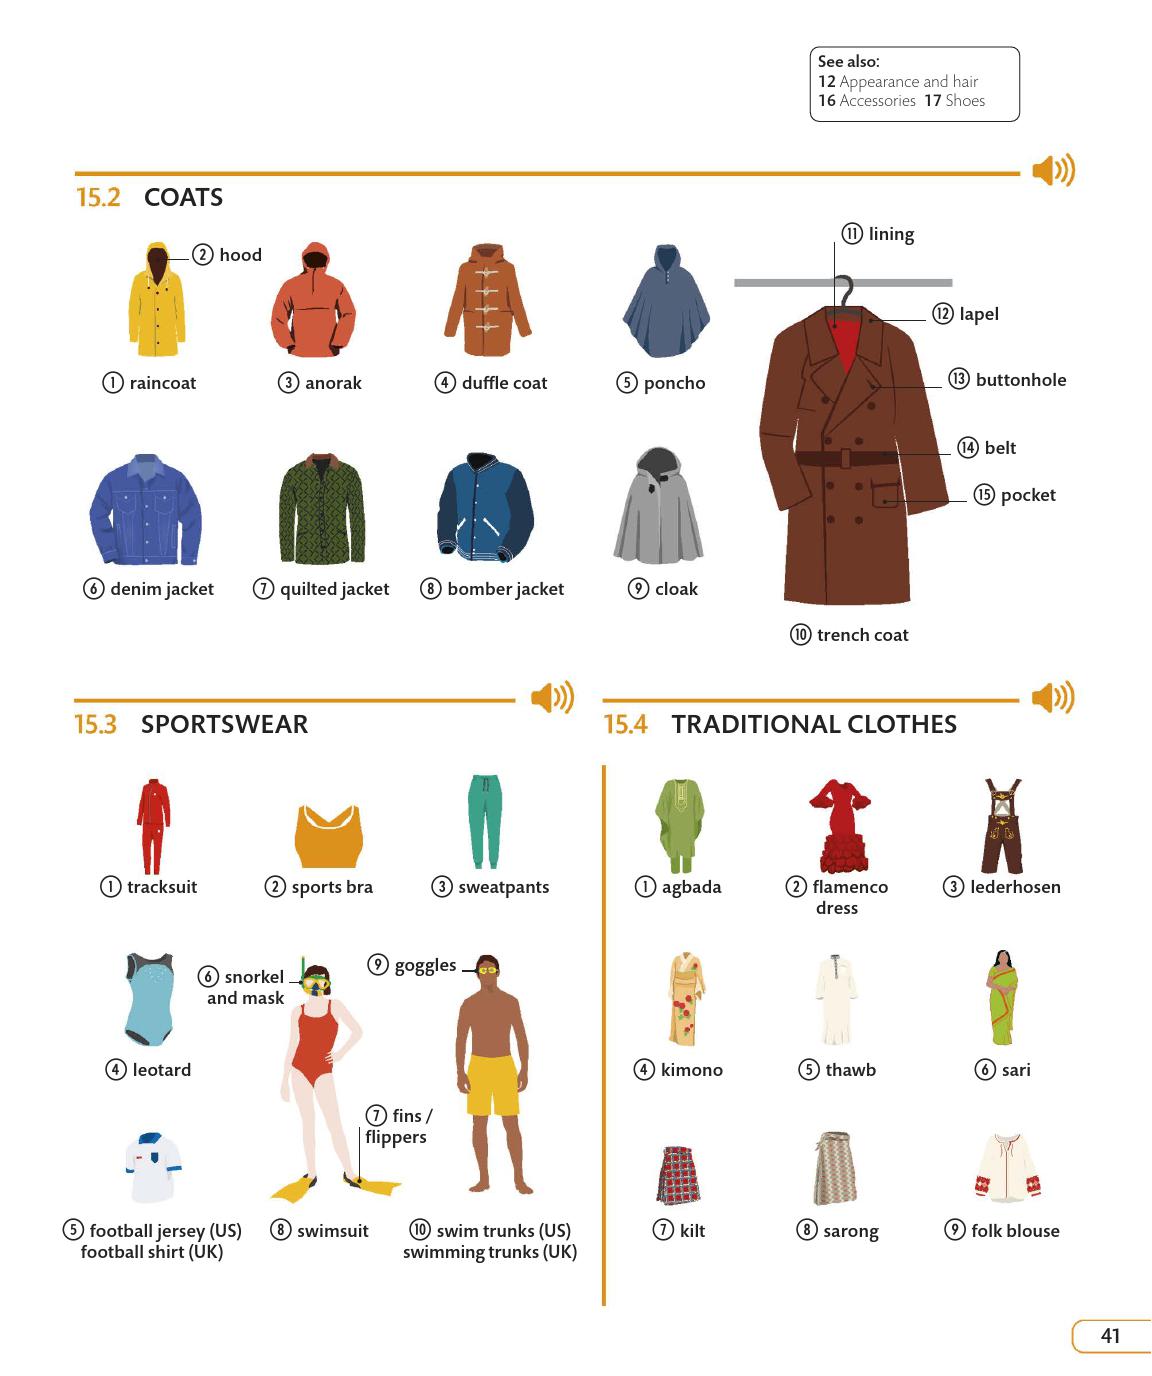 See also:
12 Appearance and hair
16 Accessories 17 Shoes
15.2 COATS
1 raincoat
2 hood
3 anorak
4 duffle coat
5 poncho
6 denim jacket
7 quilted jacket
8 bomber jacket
9 cloak
10 trench coat
11 lining
12 lapel
13 buttonhole
14 belt
15 pocket
15.3 SPORTSWEAR
1 tracksuit
2 sports bra
3 sweatpants
4 leotard
5 football jersey (US)
football shirt (UK)
6 snorkel
and mask
7 fins /
flippers
8 swimsuit
9 goggles
10 swim trunks (US)
swimming trunks (UK)
15.4 TRADITIONAL CLOTHES
1 agbada
2 flamenco
dress
3 lederhosen
4 kimono
5 thawb
6 sari
7 kilt
8 sarong
9 folk blouse
41